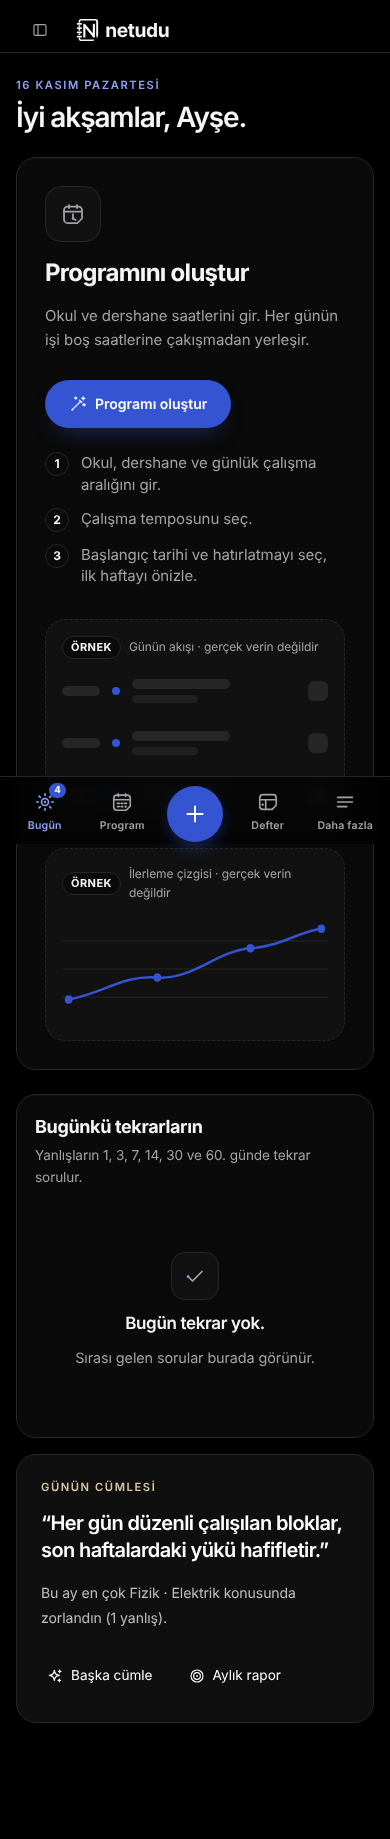 netudu
16 KASIM PAZARTESİ
İyi akşamlar, Ayşe.
Programını oluştur
Okul ve dershane saatlerini gir. Her günün
işi boş saatlerine çakışmadan yerleşir.
Programı oluştur
1 Okul, dershane ve günlük çalışma
aralığını gir.
2 Çalışma temposunu seç.
3 Başlangıç tarihi ve hatırlatmayı seç,
ilk haftayı önizle.
ÖRNEK Günün akışı · gerçek verin değildir
4
Bugün Program Defter Daha fazla
ÖRNEK İlerleme çizgisi · gerçek verin
değildir
Bugünkü tekrarların
Yanlışların 1, 3, 7, 14, 30 ve 60. günde tekrar
sorulur.
Bugün tekrar yok.
Sırası gelen sorular burada görünür.
GÜNÜN CÜMLESİ
“Her gün düzenli çalışılan bloklar,
son haftalardaki yükü hafifletir.”
Bu ay en çok Fizik · Elektrik konusunda
zorlandın (1 yanlış).
Başka cümle Aylık rapor